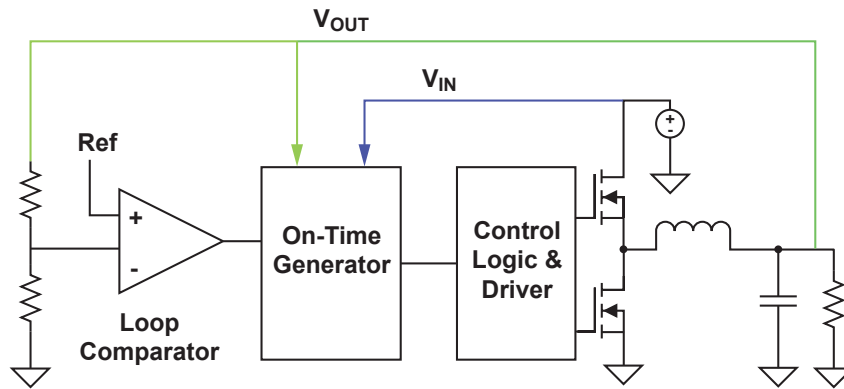 VOUT
VIN
Ref
+
-
+
-
On-Time
Generator
Control
Logic &
Driver
Loop
Comparator